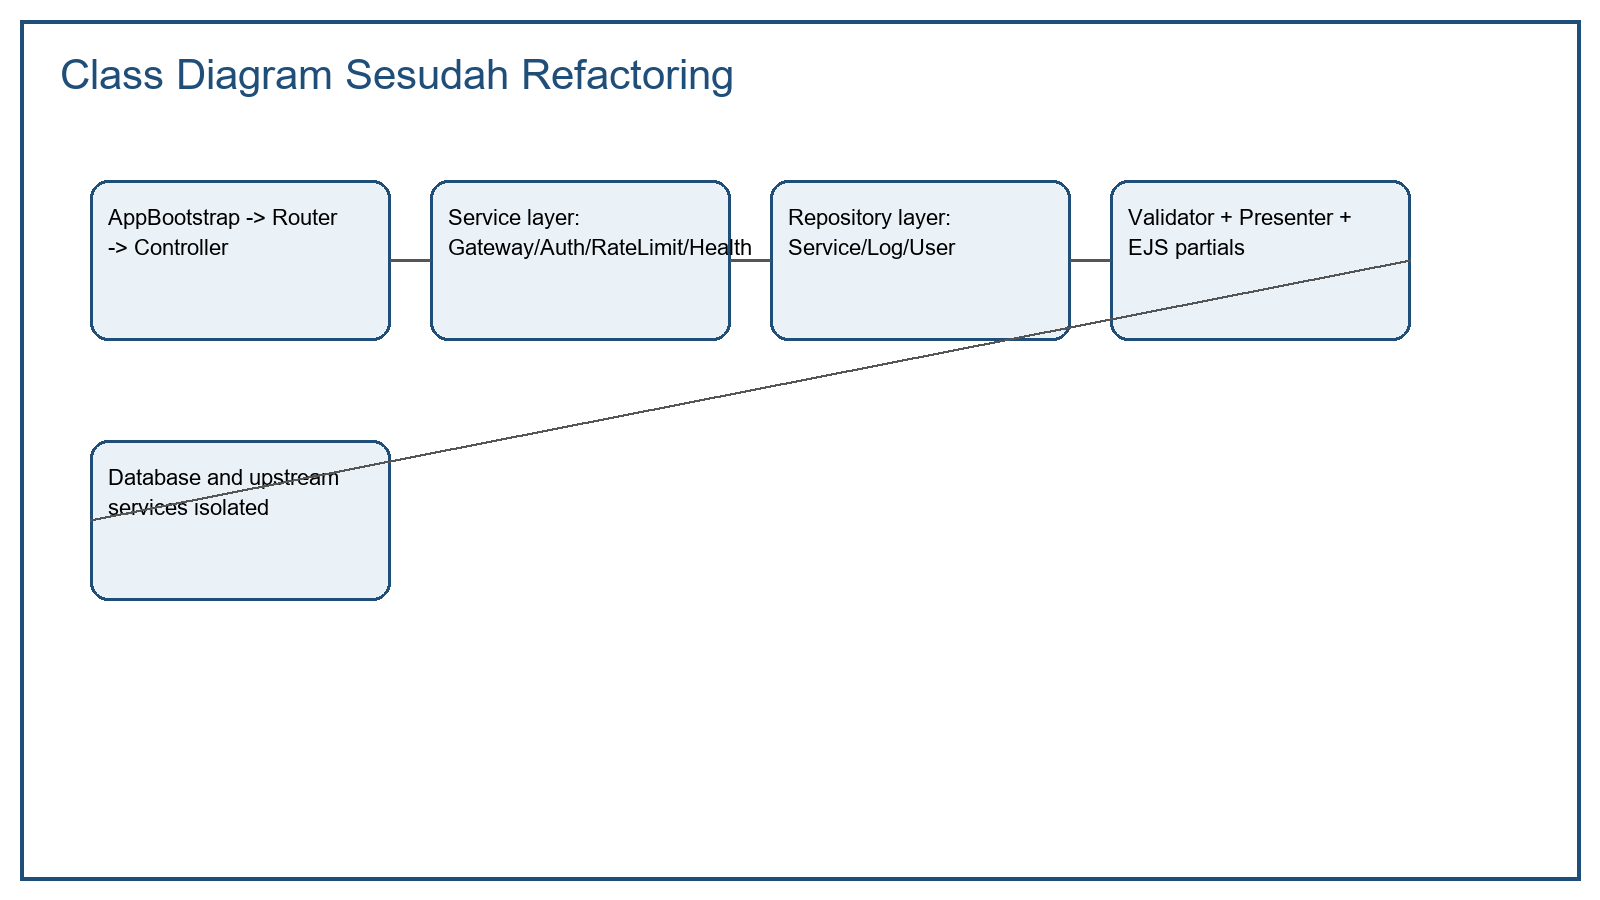 Class Diagram Sesudah Refactoring
AppBootstrap -> Router
-> Controller
Service layer:
Gateway/Auth/RateLimit/Health
Repository layer:
Service/Log/User
Validator + Presenter +
EJS partials
Database and upstream
services isolated